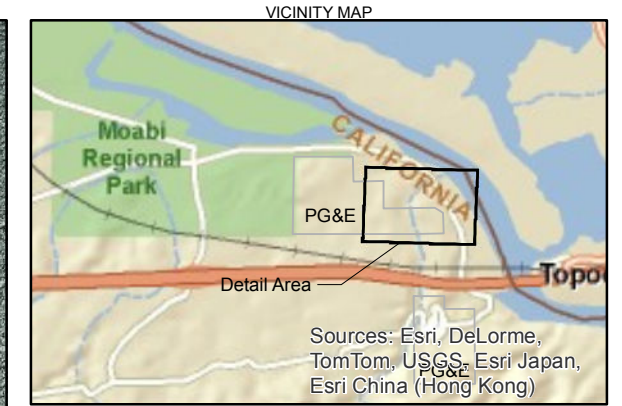 VICINITY MAP
Moabi
Regional
Park
CALIFORNIA
PG&E
Detail Area
Topo
Sources: Esri, DeLorme,
TomTom, USGS, Esri Japan,
PG&E
Esri China (Hong Kong)